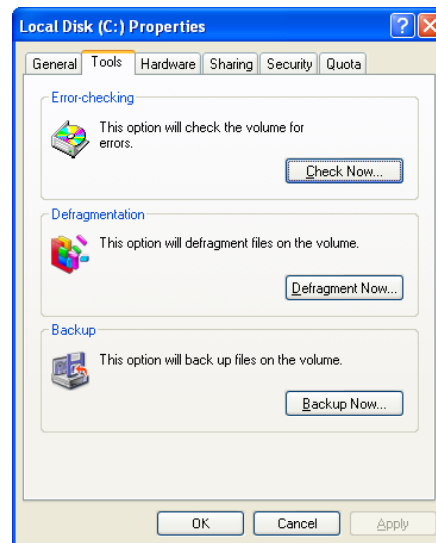 Local Disk (C:) Properties
General Tools Hardware Sharing Security Quota
Error-checking
This option will check the volume for
errors.
Check Now...
Defragmentation
This option will defragment files on the volume.
Defragment Now...
Backup
This option will back up files on the volume.
Backup Now...
OK Cancel Apply